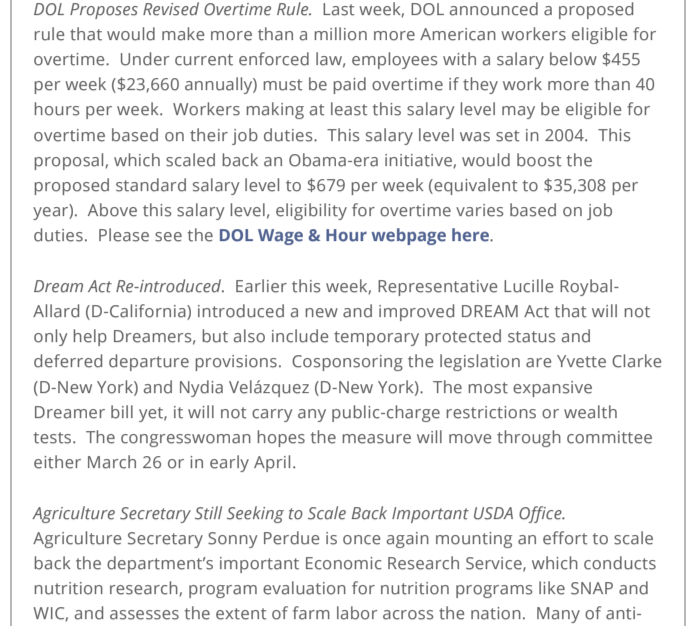 DOL Proposes Revised Overtime Rule.  Last week, DOL announced a proposed
rule that would make more than a million more American workers eligible for
overtime.  Under current enforced law, employees with a salary below $455
per week ($23,660 annually) must be paid overtime if they work more than 40
hours per week.  Workers making at least this salary level may be eligible for
overtime based on their job duties.  This salary level was set in 2004.  This
proposal, which scaled back an Obama-era initiative, would boost the
proposed standard salary level to $679 per week (equivalent to $35,308 per
year).  Above this salary level, eligibility for overtime varies based on job
duties.  Please see the DOL Wage & Hour webpage here.
Dream Act Re-introduced.  Earlier this week, Representative Lucille Roybal-
Allard (D-California) introduced a new and improved DREAM Act that will not
only help Dreamers, but also include temporary protected status and
deferred departure provisions.  Cosponsoring the legislation are Yvette Clarke
(D-New York) and Nydia Velázquez (D-New York).  The most expansive
Dreamer bill yet, it will not carry any public-charge restrictions or wealth
tests.  The congresswoman hopes the measure will move through committee
either March 26 or in early April.
Agriculture Secretary Still Seeking to Scale Back Important USDA Office.
Agriculture Secretary Sonny Perdue is once again mounting an effort to scale
back the department's important Economic Research Service, which conducts
nutrition research, program evaluation for nutrition programs like SNAP and
WIC, and assesses the extent of farm labor across the nation.  Many of anti-